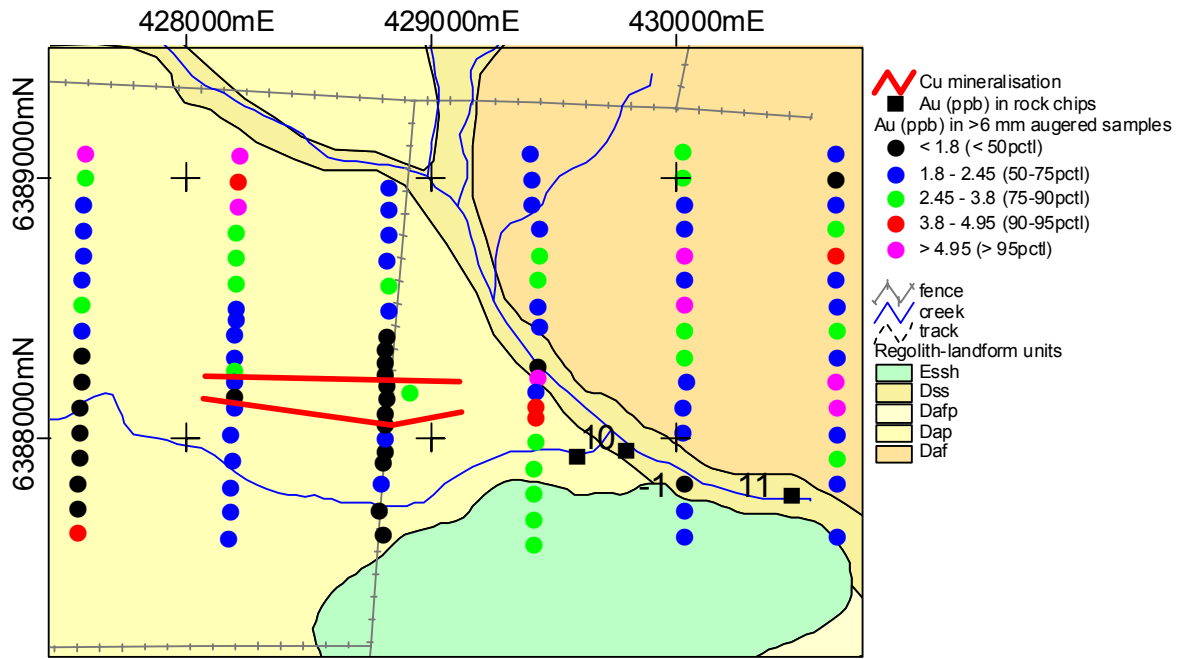 428000mE 429000mE 430000mE
6389000mN
6388000mN
10
-1
11
Cu mineralisation
Au (ppb) in rock chips
Au (ppb) in >6 mm augered samples
< 1.8 (< 50pctl)
1.8 - 2.45 (50-75pctl)
2.45 - 3.8 (75-90pctl)
3.8 - 4.95 (90-95pctl)
> 4.95 (> 95pctl)
fence
creek
track
Regolith-landform units
Essh
Dss
Dafp
Dap
Daf